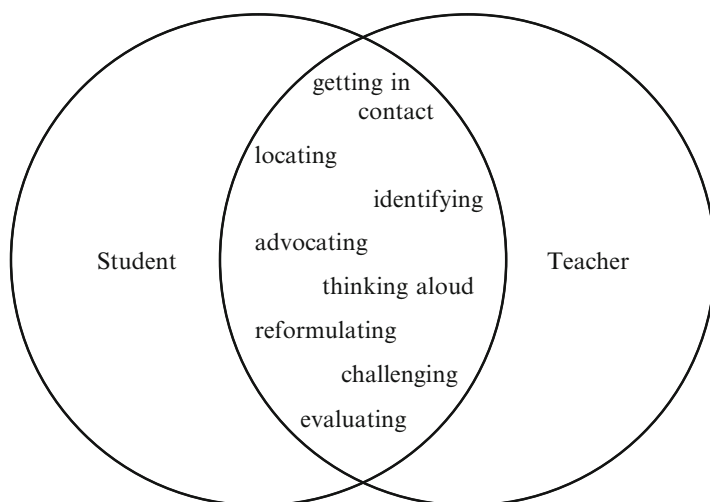 getting in
contact
locating
identifying
advocating
Student
Teacher
thinking aloud
reformulating
challenging
evaluating